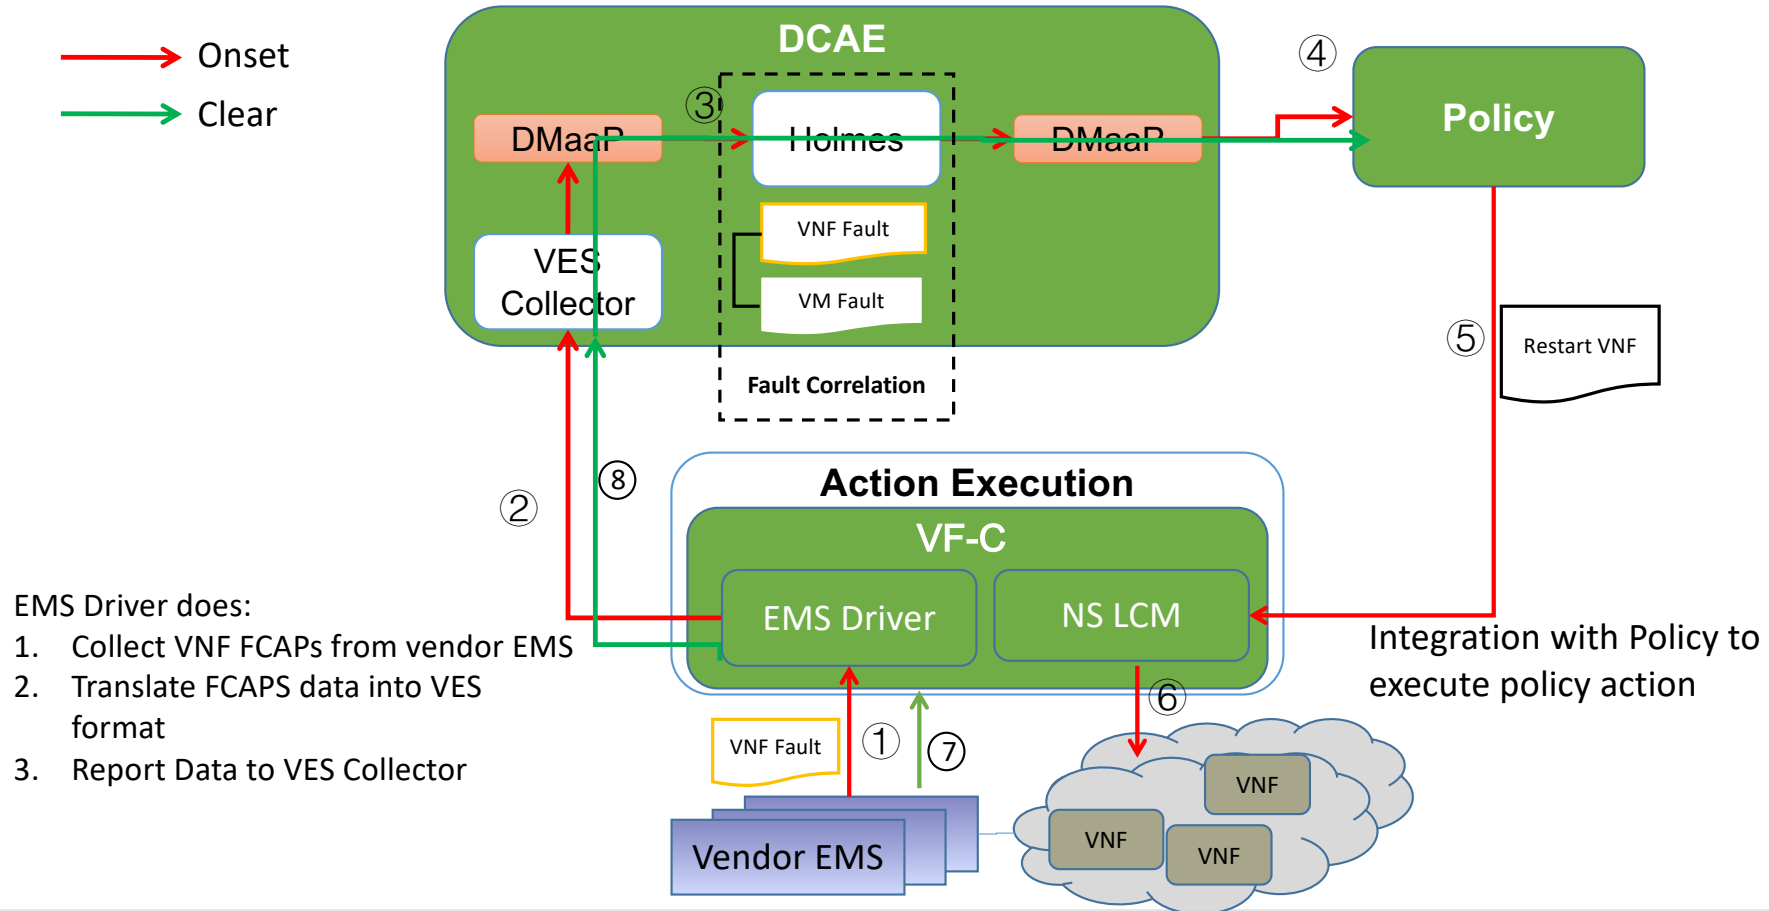 Onset
Clear
DCAE
③
④
DMaaP
Holmes
DMaaP
Policy
VNF Fault
VES
Collector
VM Fault
Fault Correlation
⑤
Restart VNF
②
⑧
Action Execution
VF-C
EMS Driver
NS LCM
EMS Driver does:
1. Collect VNF FCAPs from vendor EMS
2. Translate FCAPS data into VES
format
3. Report Data to VES Collector
Integration with Policy to
execute policy action
⑥
VNF Fault
①
⑦
VNF
VNF
VNF
Vendor EMS